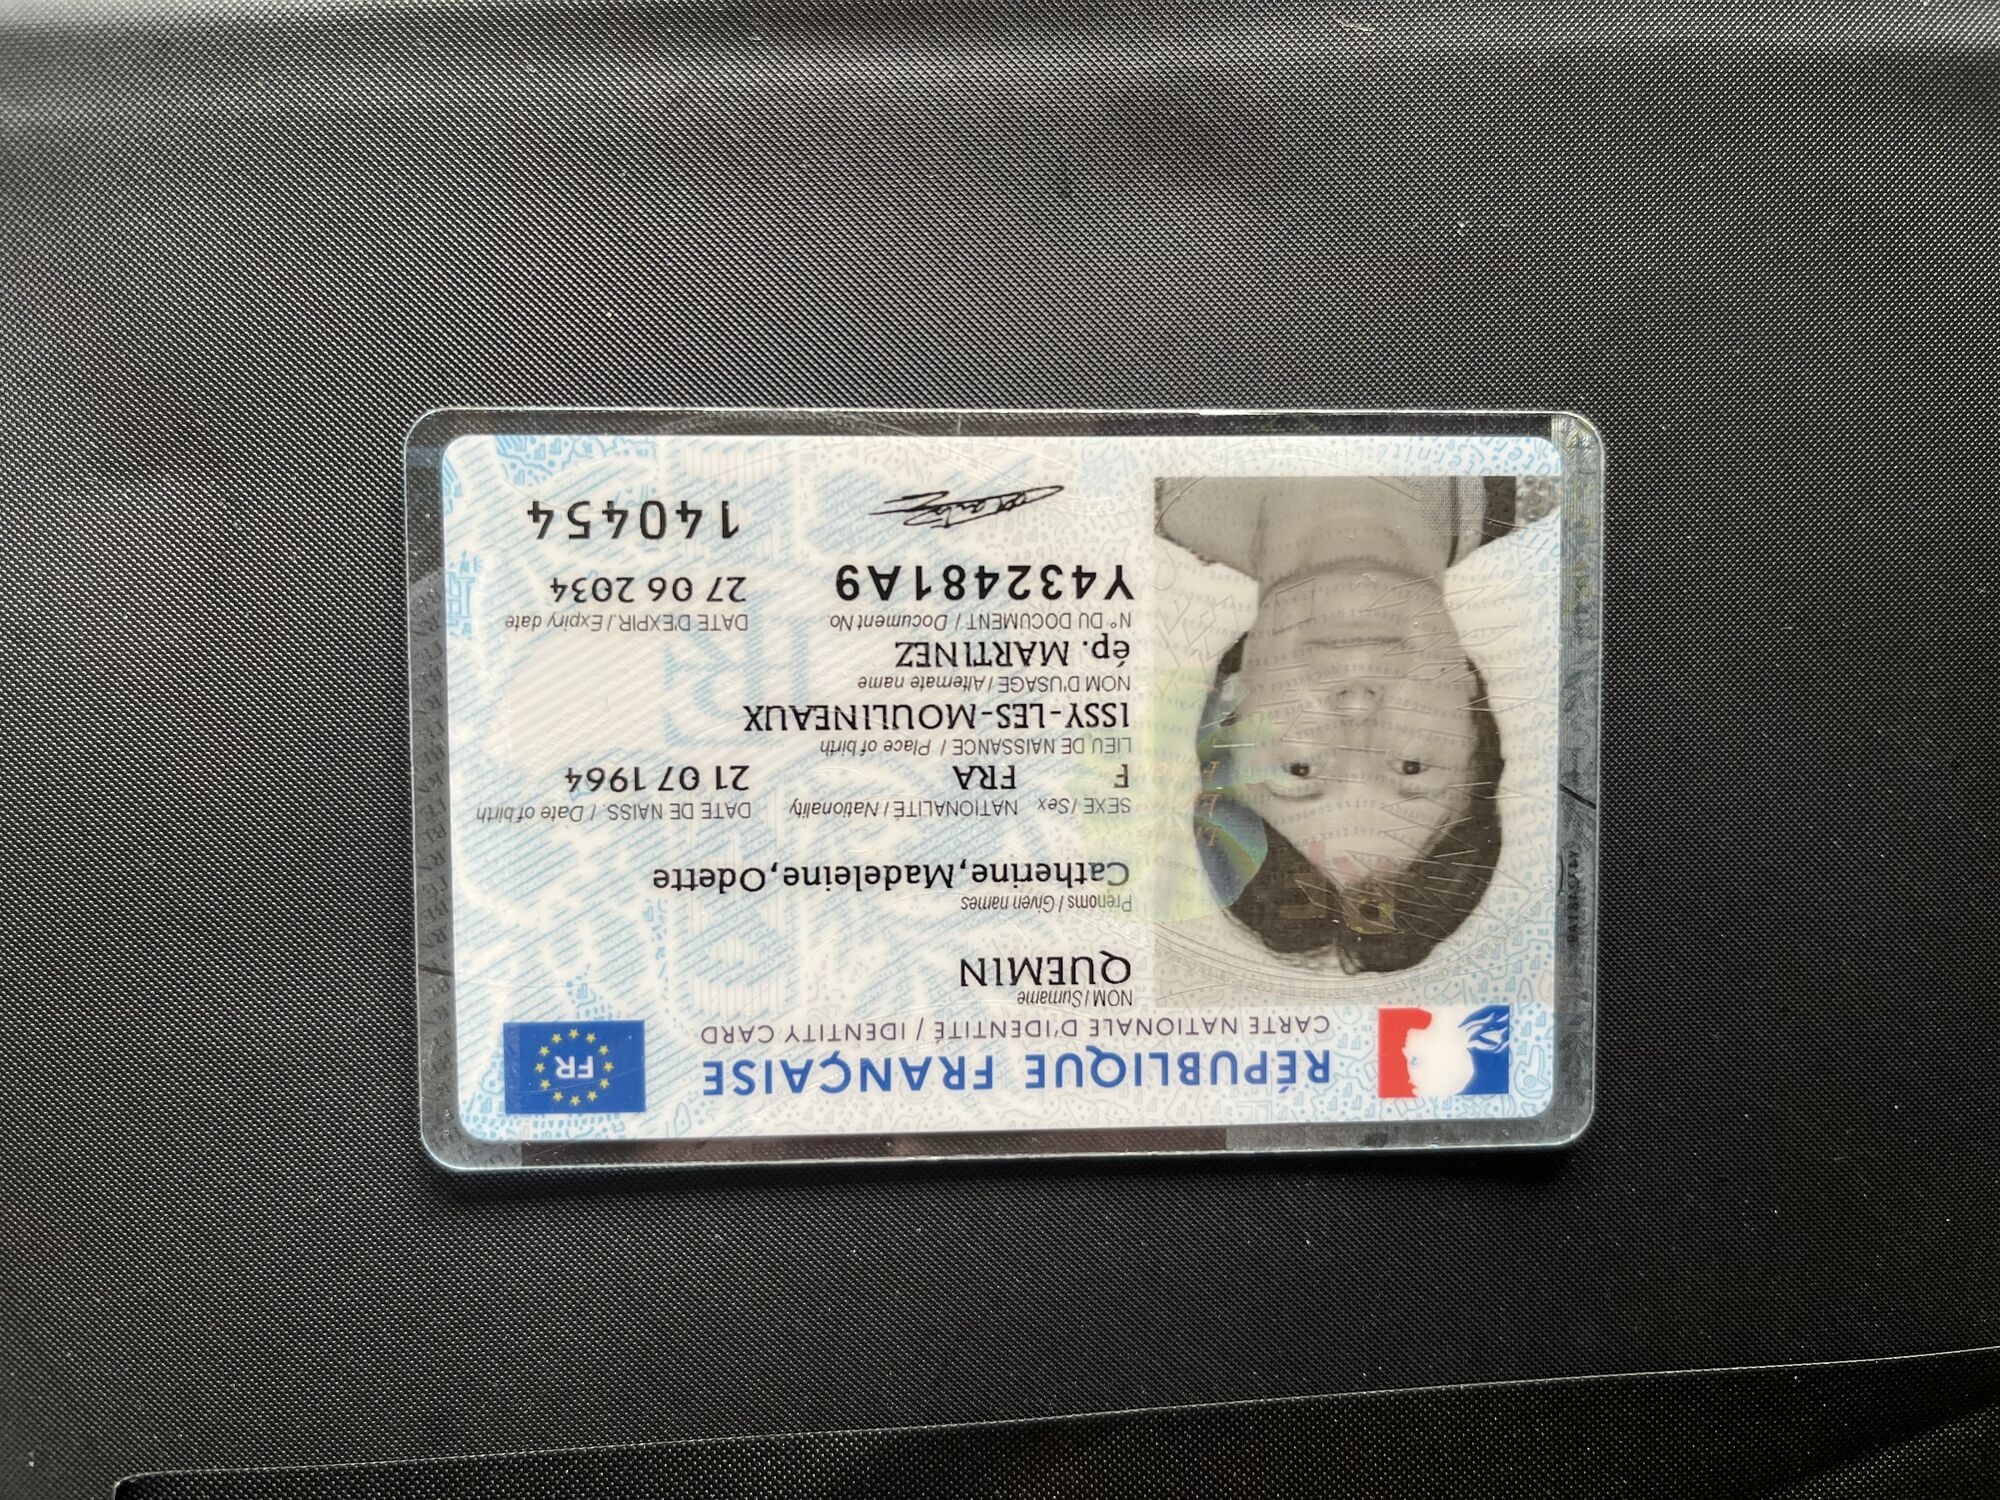 RÉPUBLIQUE FRANÇAISE
CARTE NATIONALE D'IDENTITÉ / IDENTITY CARD
FR
NOM / Surname
QUEMIN
Prénoms / Given names
Catherine, Madeleine, Odette
SEXE / Sex NATIONALITÉ / Nationality DATE DE NAISS. / Date of birth
F FRA 21 07 1964
LIEU DE NAISSANCE / Place of birth
ISSY-LES-MOULINEAUX
NOM D'USAGE / Alternate name
ép. MARTINEZ
N° DU DOCUMENT / Document No DATE D'EXPIR. / Expiry date
Y432481A9 27 06 2034
140454